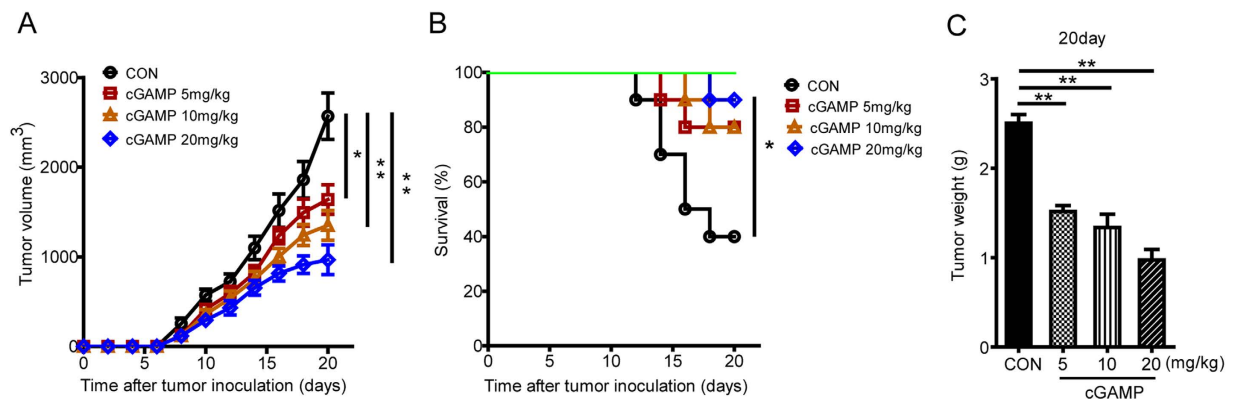 A
CON
cGAMP 5mg/kg
cGAMP 10mg/kg
cGAMP 20mg/kg
Tumor volume (mm3)
3000
2000
1000
0
0 5 10 15 20
Time after tumor inoculation (days)
*
**
**
B
CON
cGAMP 5mg/kg
cGAMP 10mg/kg
cGAMP 20mg/kg
Survival (%)
100
80
60
40
20
0
0 5 10 15 20
Time after tumor inoculation (days)
*
C
20day
**
**
**
Tumor weight (g)
3
2
1
0
CON 5 10 20 (mg/kg)
cGAMP